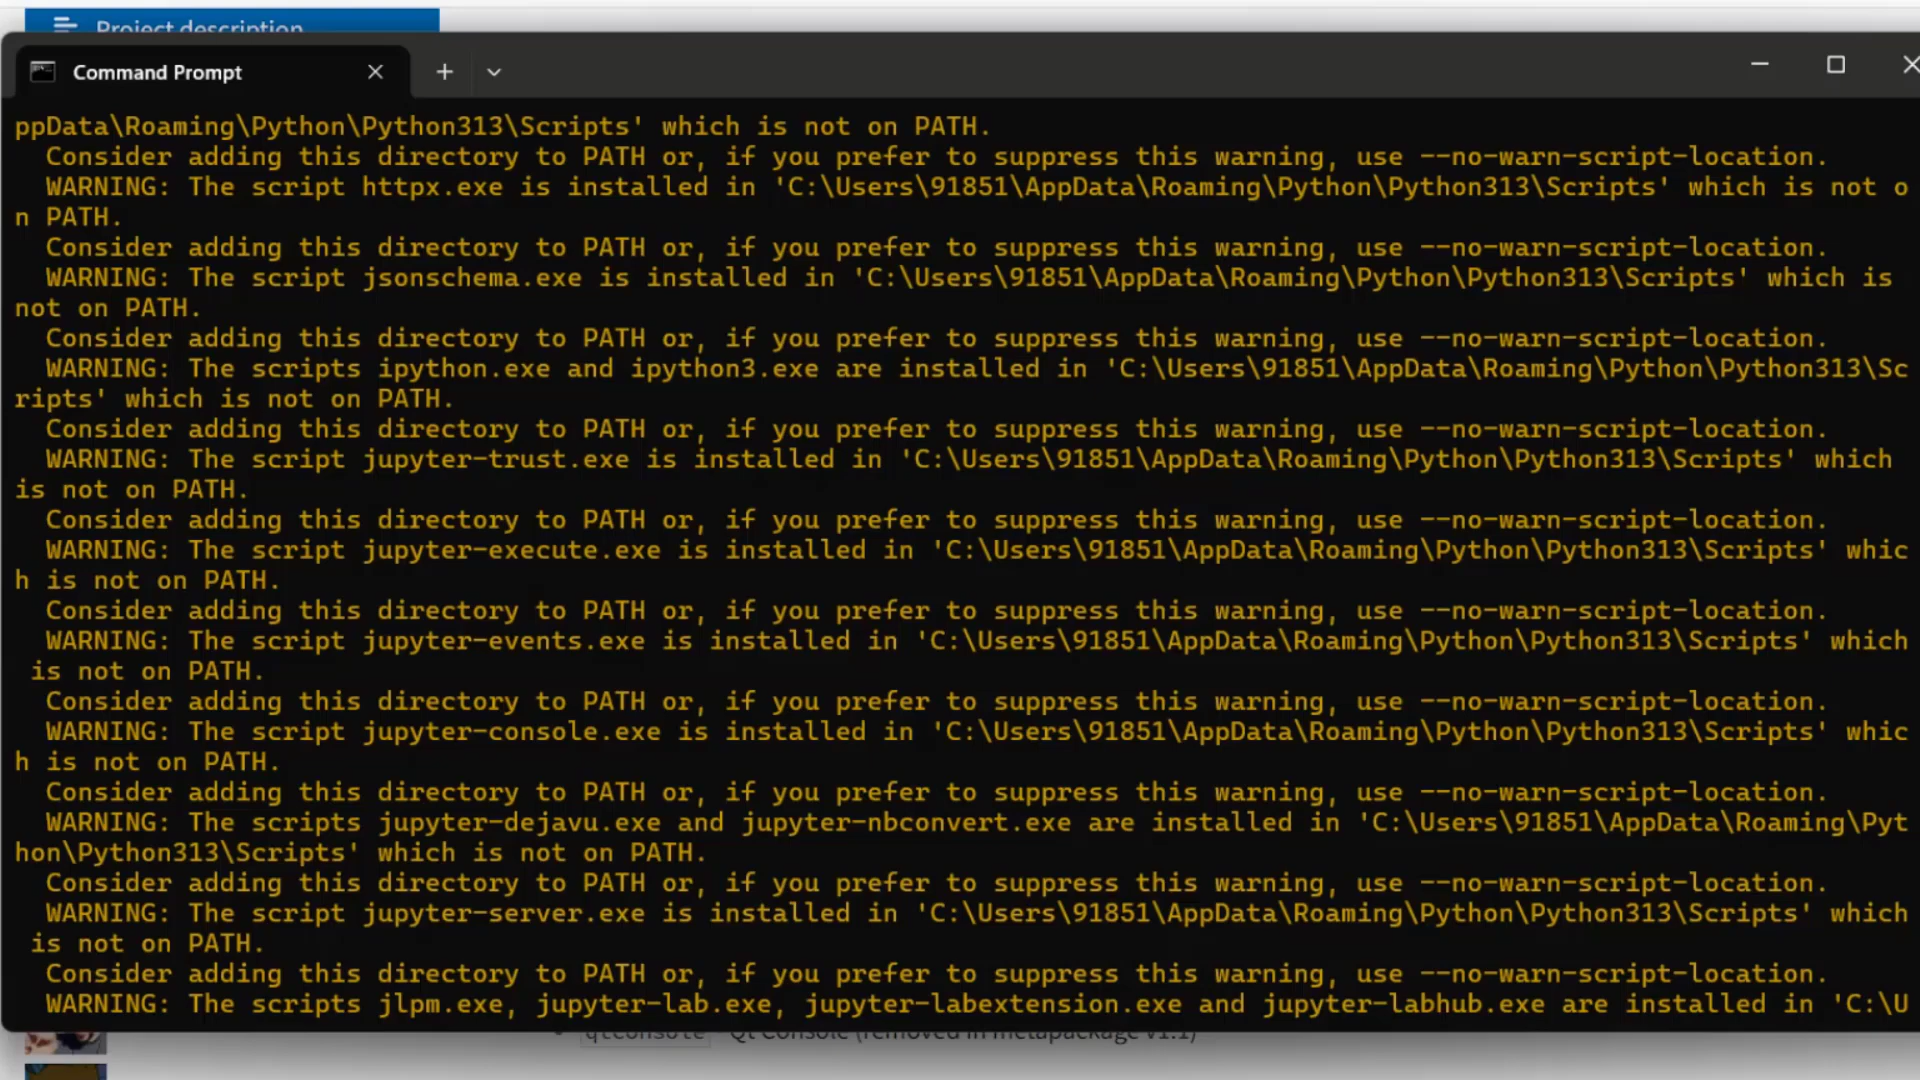 Project description
Command Prompt
ppData\Roaming\Python\Python313\Scripts' which is not on PATH.
  Consider adding this directory to PATH or, if you prefer to suppress this warning, use --no-warn-script-location.
  WARNING: The script httpx.exe is installed in 'C:\Users\91851\AppData\Roaming\Python\Python313\Scripts' which is not o
n PATH.
  Consider adding this directory to PATH or, if you prefer to suppress this warning, use --no-warn-script-location.
  WARNING: The script jsonschema.exe is installed in 'C:\Users\91851\AppData\Roaming\Python\Python313\Scripts' which is
not on PATH.
  Consider adding this directory to PATH or, if you prefer to suppress this warning, use --no-warn-script-location.
  WARNING: The scripts ipython.exe and ipython3.exe are installed in 'C:\Users\91851\AppData\Roaming\Python\Python313\Sc
ripts' which is not on PATH.
  Consider adding this directory to PATH or, if you prefer to suppress this warning, use --no-warn-script-location.
  WARNING: The script jupyter-trust.exe is installed in 'C:\Users\91851\AppData\Roaming\Python\Python313\Scripts' which
is not on PATH.
  Consider adding this directory to PATH or, if you prefer to suppress this warning, use --no-warn-script-location.
  WARNING: The script jupyter-execute.exe is installed in 'C:\Users\91851\AppData\Roaming\Python\Python313\Scripts' whic
h is not on PATH.
  Consider adding this directory to PATH or, if you prefer to suppress this warning, use --no-warn-script-location.
  WARNING: The script jupyter-events.exe is installed in 'C:\Users\91851\AppData\Roaming\Python\Python313\Scripts' which
 is not on PATH.
  Consider adding this directory to PATH or, if you prefer to suppress this warning, use --no-warn-script-location.
  WARNING: The script jupyter-console.exe is installed in 'C:\Users\91851\AppData\Roaming\Python\Python313\Scripts' whic
h is not on PATH.
  Consider adding this directory to PATH or, if you prefer to suppress this warning, use --no-warn-script-location.
  WARNING: The scripts jupyter-dejavu.exe and jupyter-nbconvert.exe are installed in 'C:\Users\91851\AppData\Roaming\Pyt
hon\Python313\Scripts' which is not on PATH.
  Consider adding this directory to PATH or, if you prefer to suppress this warning, use --no-warn-script-location.
  WARNING: The script jupyter-server.exe is installed in 'C:\Users\91851\AppData\Roaming\Python\Python313\Scripts' which
 is not on PATH.
  Consider adding this directory to PATH or, if you prefer to suppress this warning, use --no-warn-script-location.
  WARNING: The scripts jlpm.exe, jupyter-lab.exe, jupyter-labextension.exe and jupyter-labhub.exe are installed in 'C:\U
qtconsole Qt Console (removed in metapackage v1.1)